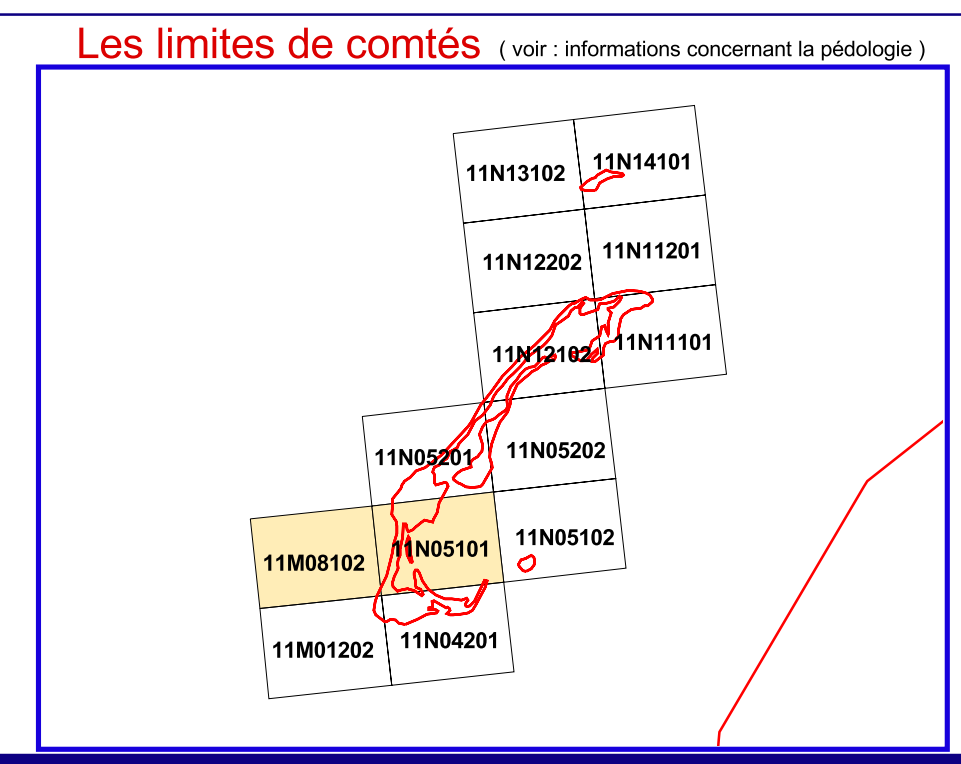 Les limites de comtés ( voir : informations concernant la pédologie )
11N13102 11N14101
11N12202 11N11201
11N12102 11N11101
11N05201 11N05202
11M08102 11N05101 11N05102
11M01202 11N04201